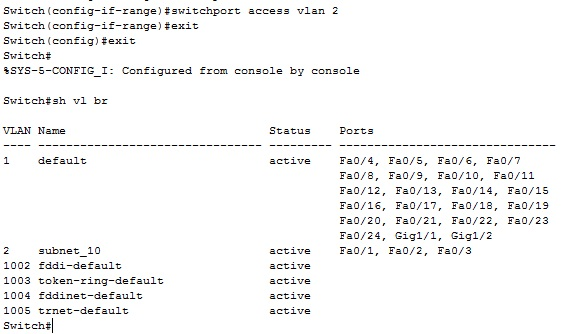 Switch(config-if-range)#switchport access vlan 2
Switch(config-if-range)#exit
Switch(config)#exit
Switch#
%SYS-5-CONFIG_I: Configured from console by console
Switch#sh vl br
VLAN Name                             Status    Ports
---- -------------------------------- --------- -------------------------------
1    default                          active    Fa0/4, Fa0/5, Fa0/6, Fa0/7
                                                Fa0/8, Fa0/9, Fa0/10, Fa0/11
                                                Fa0/12, Fa0/13, Fa0/14, Fa0/15
                                                Fa0/16, Fa0/17, Fa0/18, Fa0/19
                                                Fa0/20, Fa0/21, Fa0/22, Fa0/23
                                                Fa0/24, Gig1/1, Gig1/2
2    subnet_10                        active    Fa0/1, Fa0/2, Fa0/3
1002 fddi-default                     active
1003 token-ring-default               active
1004 fddinet-default                  active
1005 trnet-default                    active
Switch#